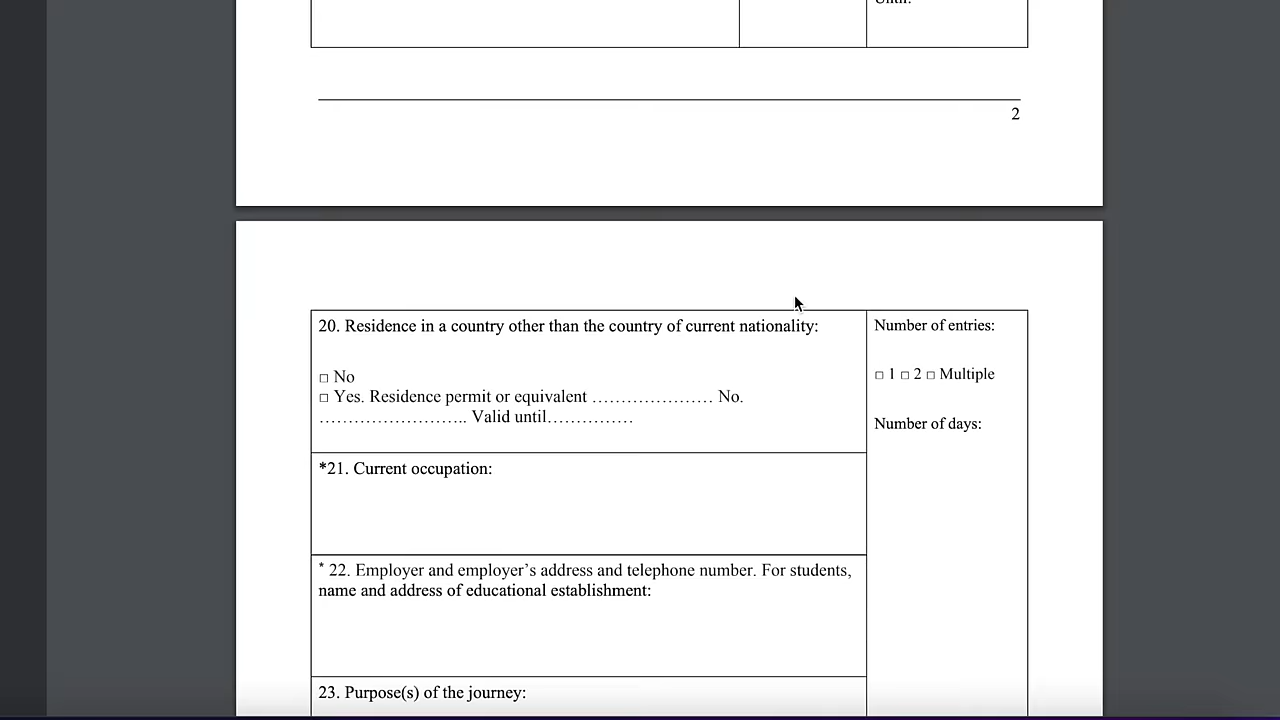 Until:
2
20. Residence in a country other than the country of current nationality:
□ No
□ Yes. Residence permit or equivalent ………………… No.
…………………….. Valid until……………
*21. Current occupation:
* 22. Employer and employer’s address and telephone number. For students,
name and address of educational establishment:
23. Purpose(s) of the journey:
Number of entries:
□ 1 □ 2 □ Multiple
Number of days: